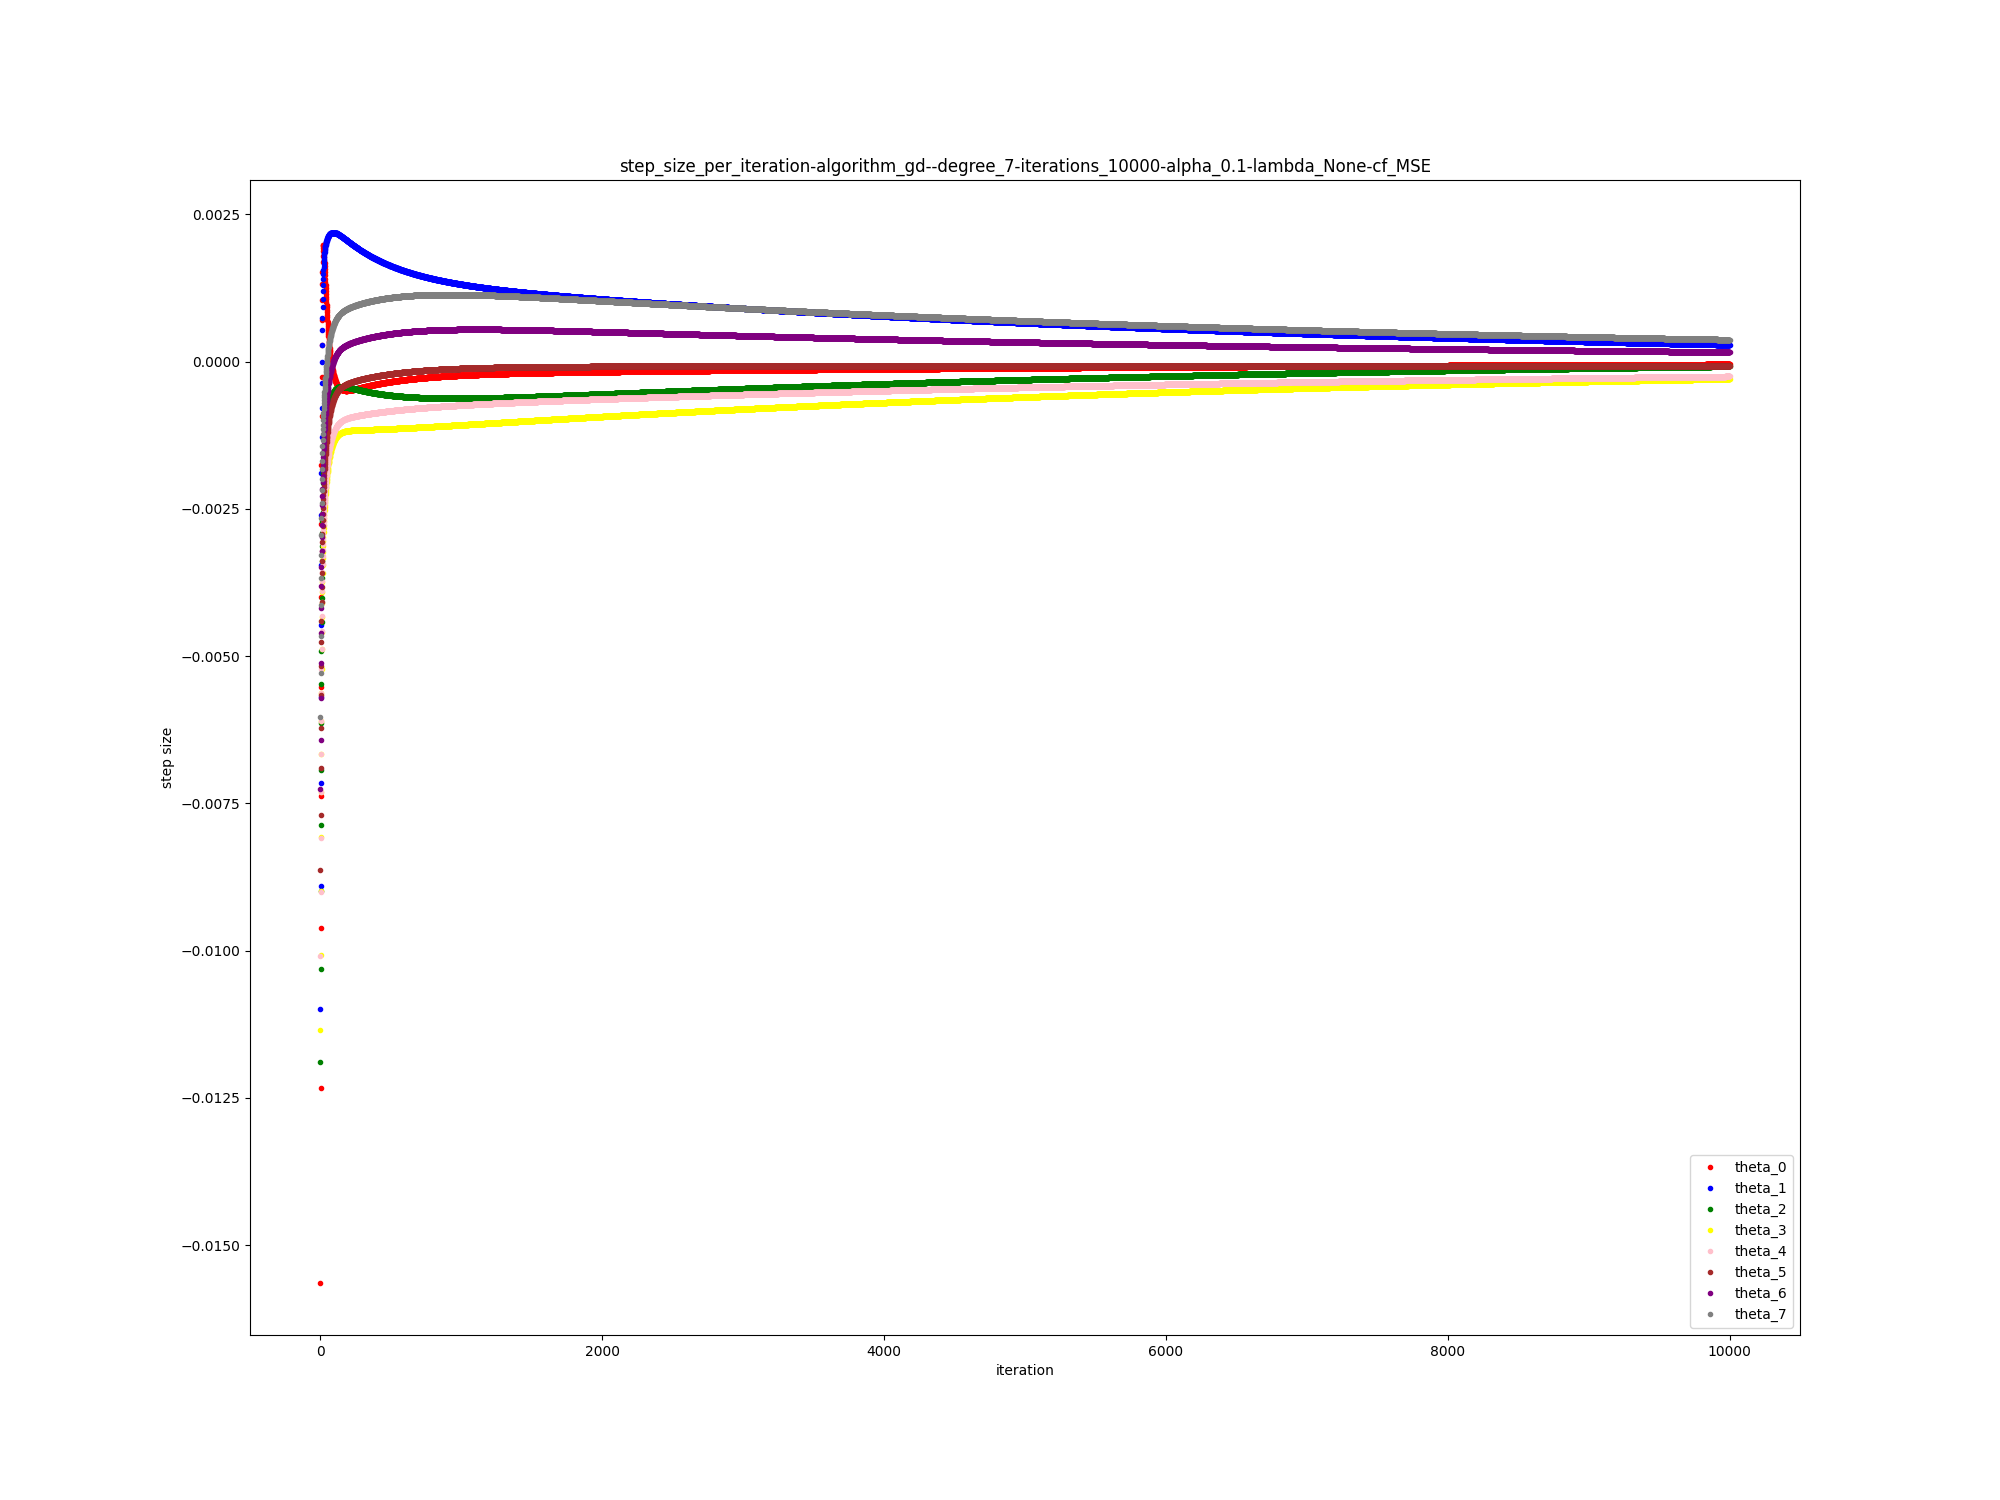 step_size_per_iteration-algorithm_gd--degree_7-iterations_10000-alpha_0.1-lambda_None-cf_MSE
0.0025
0.0000
−0.0025
−0.0050
−0.0075
−0.0100
−0.0125
−0.0150
step size
0
2000
4000
6000
8000
10000
iteration
theta_0
theta_1
theta_2
theta_3
theta_4
theta_5
theta_6
theta_7